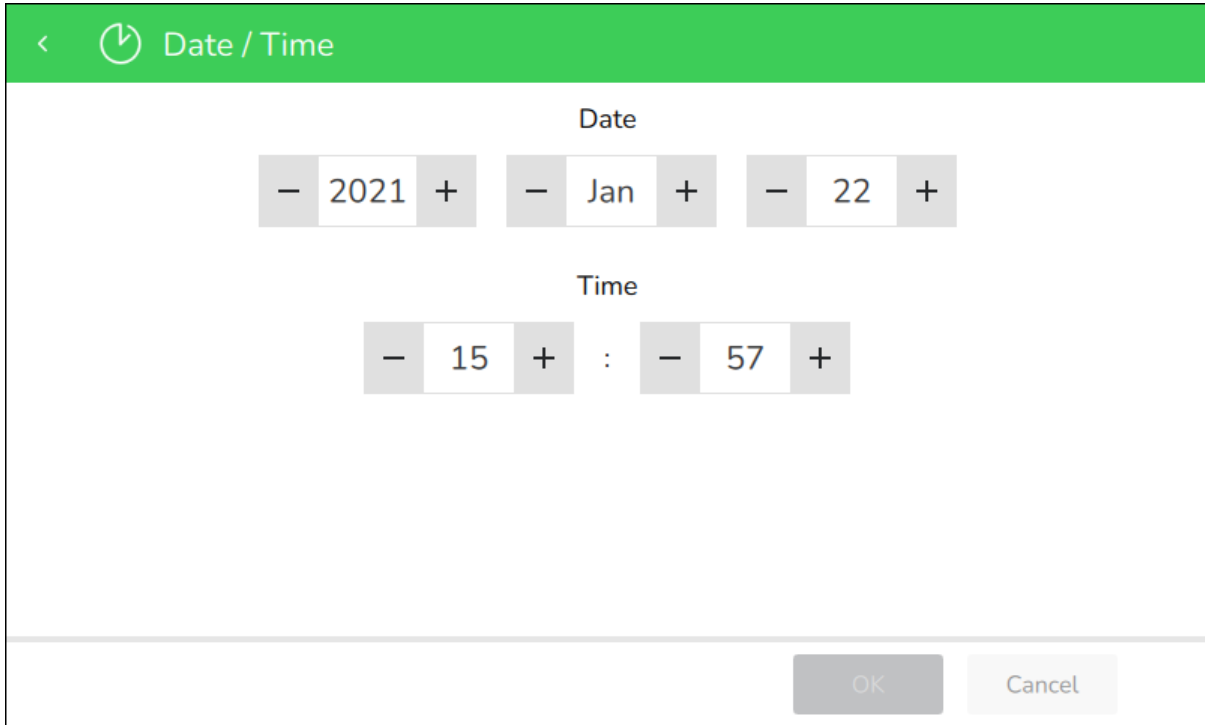 Date / Time
Date
− 2021 + − Jan + − 22 +
Time
− 15 + : − 57 +
OK Cancel